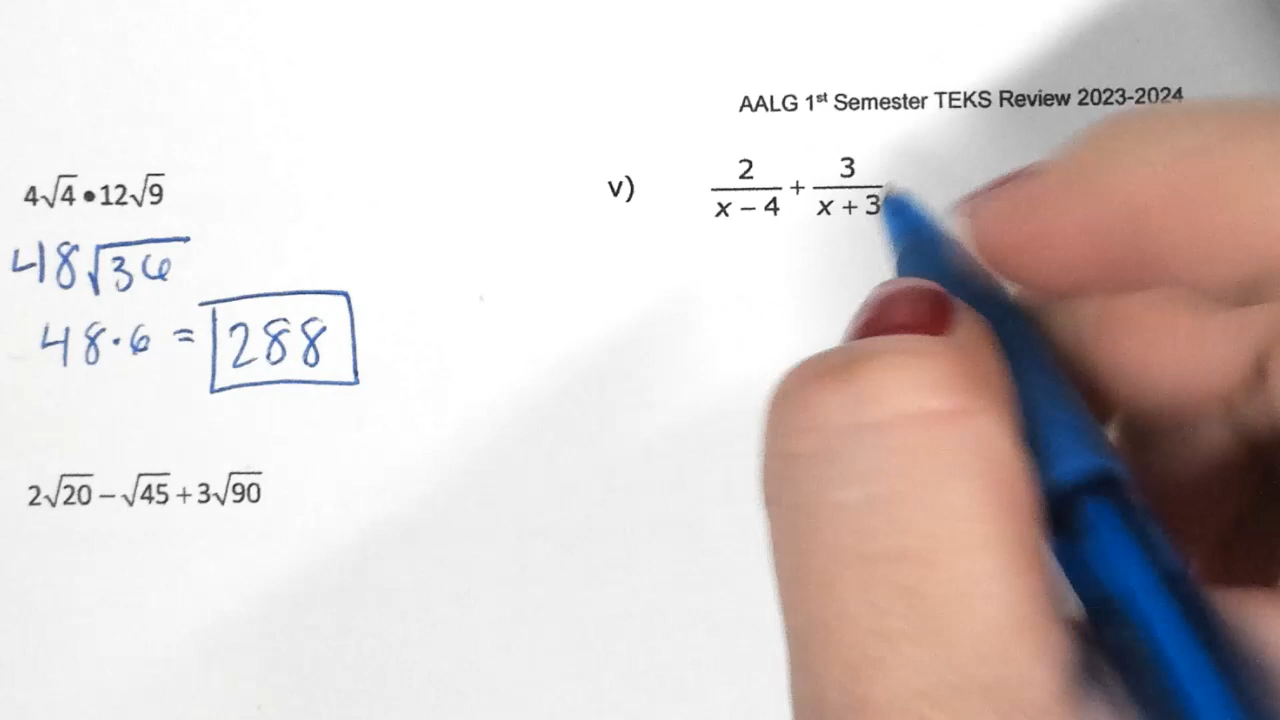 AALG 1st Semester TEKS Review 2023-2024
4√4 • 12√9
48√36
48 · 6 = 288
2√20 – √45 + 3√90
v) 2/(x – 4) + 3/(x + 3)